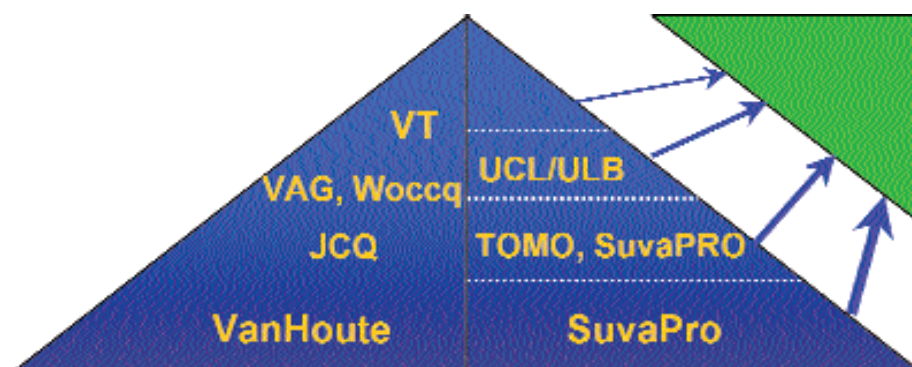 VT
UCL/ULB
VAG, Woccq
JCQ
TOMO, SuvaPRO
VanHoute
SuvaPro